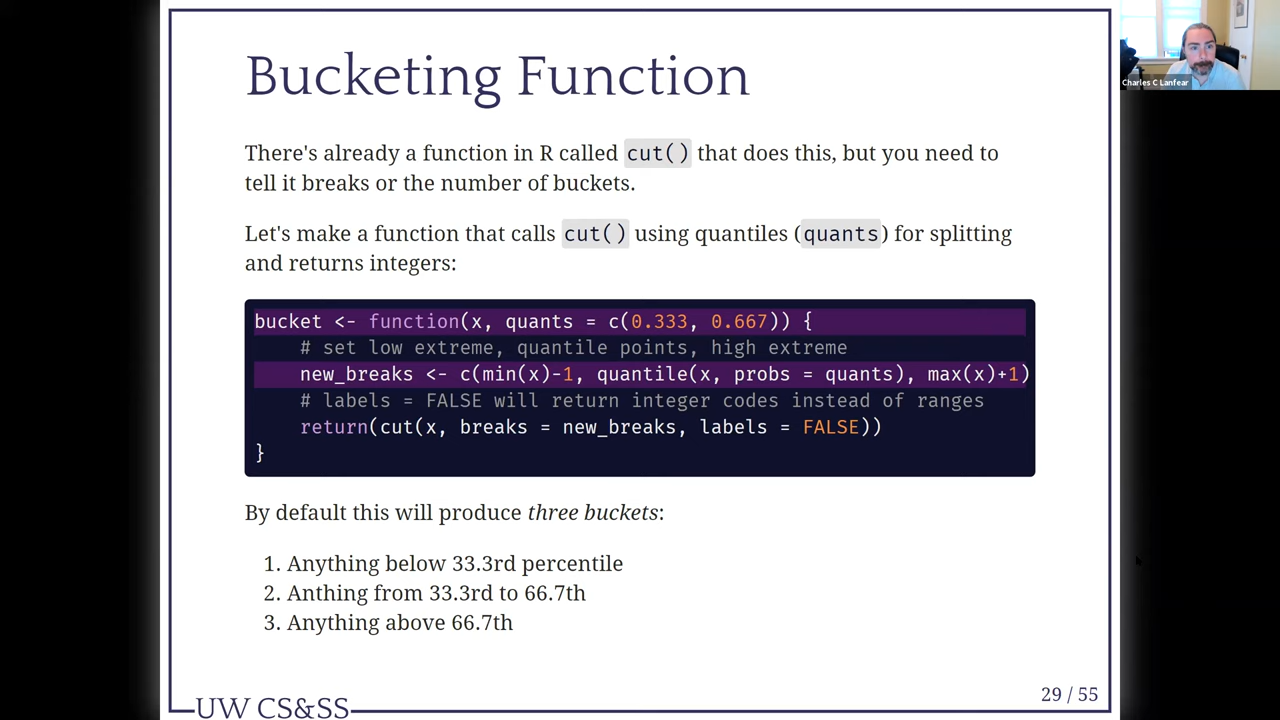 Bucketing Function
Charles C Lanfear
There's already a function in R called cut() that does this, but you need to
tell it breaks or the number of buckets.
Let's make a function that calls cut() using quantiles (quants) for splitting
and returns integers:
bucket <- function(x, quants = c(0.333, 0.667)) {
    # set low extreme, quantile points, high extreme
    new_breaks <- c(min(x)-1, quantile(x, probs = quants), max(x)+1)
    # labels = FALSE will return integer codes instead of ranges
    return(cut(x, breaks = new_breaks, labels = FALSE))
}
By default this will produce three buckets:
1. Anything below 33.3rd percentile
2. Anthing from 33.3rd to 66.7th
3. Anything above 66.7th
UW CS&SS
29 / 55